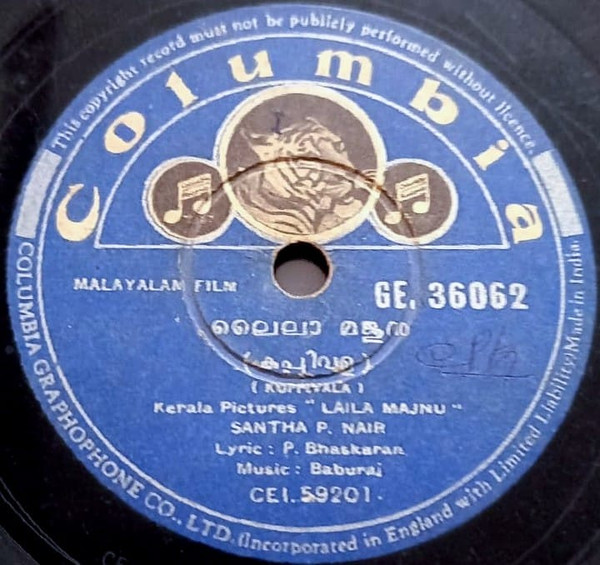 This copyright record must not be publicly performed without licence.
Columbia
MALAYALAM FILM
GE. 36062
ലൈലാ മജ്നു
(കുപ്പിവള)
( KUPPIVALA )
Kerala Pictures "LAILA MAJNU"
SANTHA P. NAIR
Lyric : P. Bhaskaran
Music : Baburaj
CEI.59201.
COLUMBIA GRAPHOPHONE CO., LTD. (Incorporated in England with Limited Liability) Made in India.